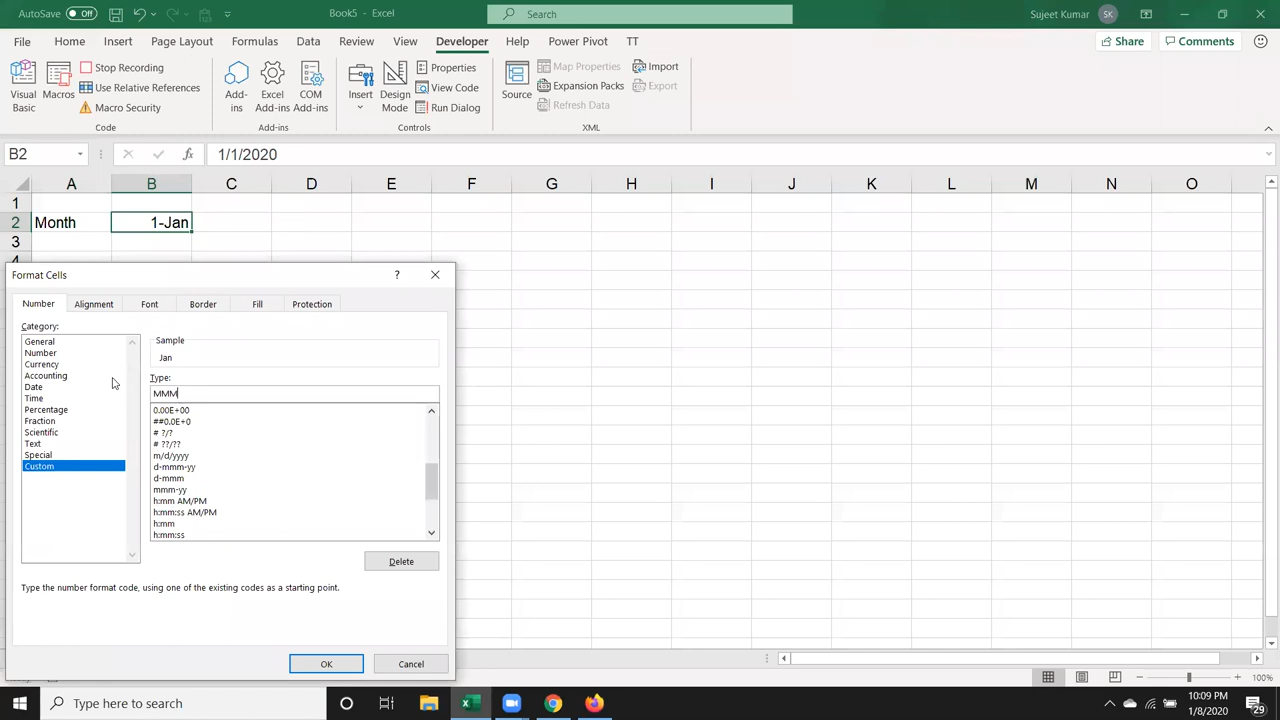 AutoSave Off Book5 - Excel Search Sujeet Kumar SK
File Home Insert Page Layout Formulas Data Review View Developer Help Power Pivot TT Share Comments
Visual Basic
Macros
Stop Recording
Use Relative References
Macro Security
Code
Add-ins
Excel Add-ins
COM Add-ins
Add-ins
Insert
Design Mode
Properties
View Code
Run Dialog
Controls
Source
Map Properties
Expansion Packs
Refresh Data
Import
Export
XML
B2 fx 1/1/2020
A B C D E F G H I J K L M N O
1
2 Month 1-Jan
3
Format Cells ?
Number Alignment Font Border Fill Protection
Category:
General
Number
Currency
Accounting
Date
Time
Percentage
Fraction
Scientific
Text
Special
Custom
Sample
Jan
Type:
MMM
0.00E+00
##0.0E+0
# ?/?
# ??/??
m/d/yyyy
d-mmm-yy
d-mmm
mmm-yy
h:mm AM/PM
h:mm:ss AM/PM
h:mm
h:mm:ss
Delete
Type the number format code, using one of the existing codes as a starting point.
OK Cancel
100%
Type here to search
10:09 PM
1/8/2020
29